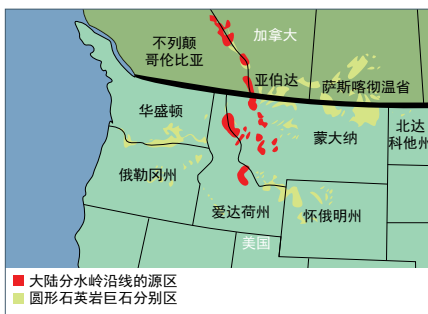 加拿大
不列颠
哥伦比亚
亚伯达
萨斯喀彻温省
华盛顿
蒙大纳
北达
科他州
俄勒冈州
爱达荷州
怀俄明州
美国
大陆分水岭沿线的源区
圆形石英岩巨石分别区